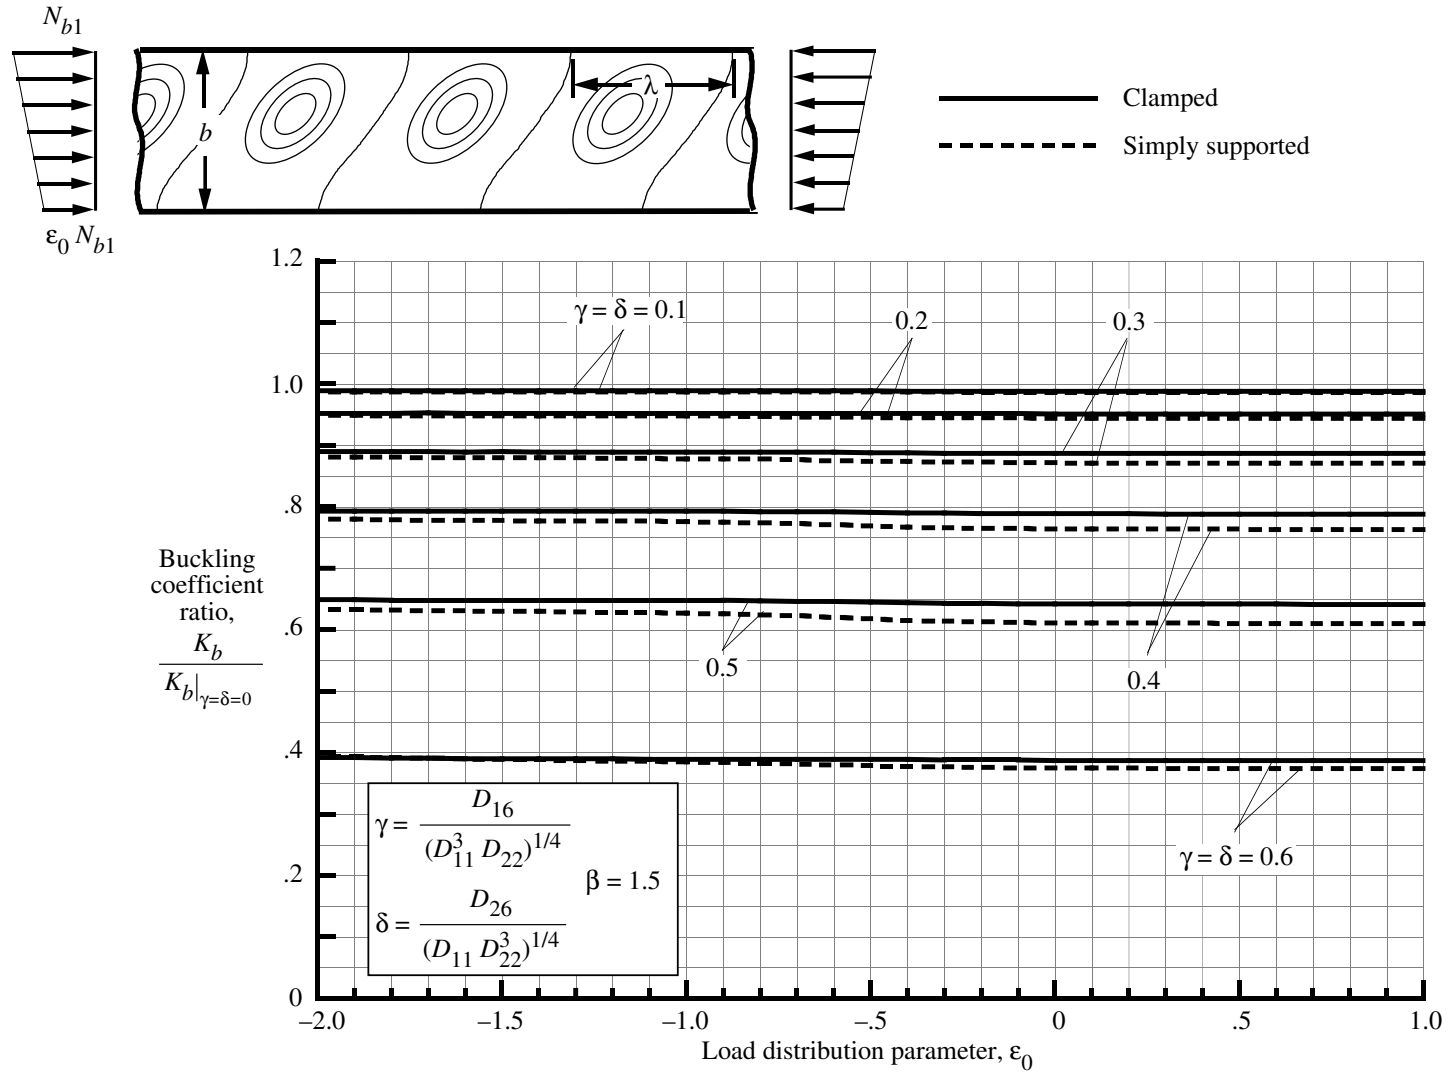 N_b1
λ
b
ε_0 N_b1
Clamped
Simply supported
1.2
1.0
.8
.6
.4
.2
0
γ = δ = 0.1
0.2
0.3
0.5
0.4
γ = δ = 0.6
Buckling
coefficient
ratio,
K_b
K_b|_γ=δ=0
γ = D_16 / (D_11^3 D_22)^1/4
β = 1.5
δ = D_26 / (D_11 D_22^3)^1/4
–2.0 –1.5 –1.0 –.5 0 .5 1.0
Load distribution parameter, ε_0